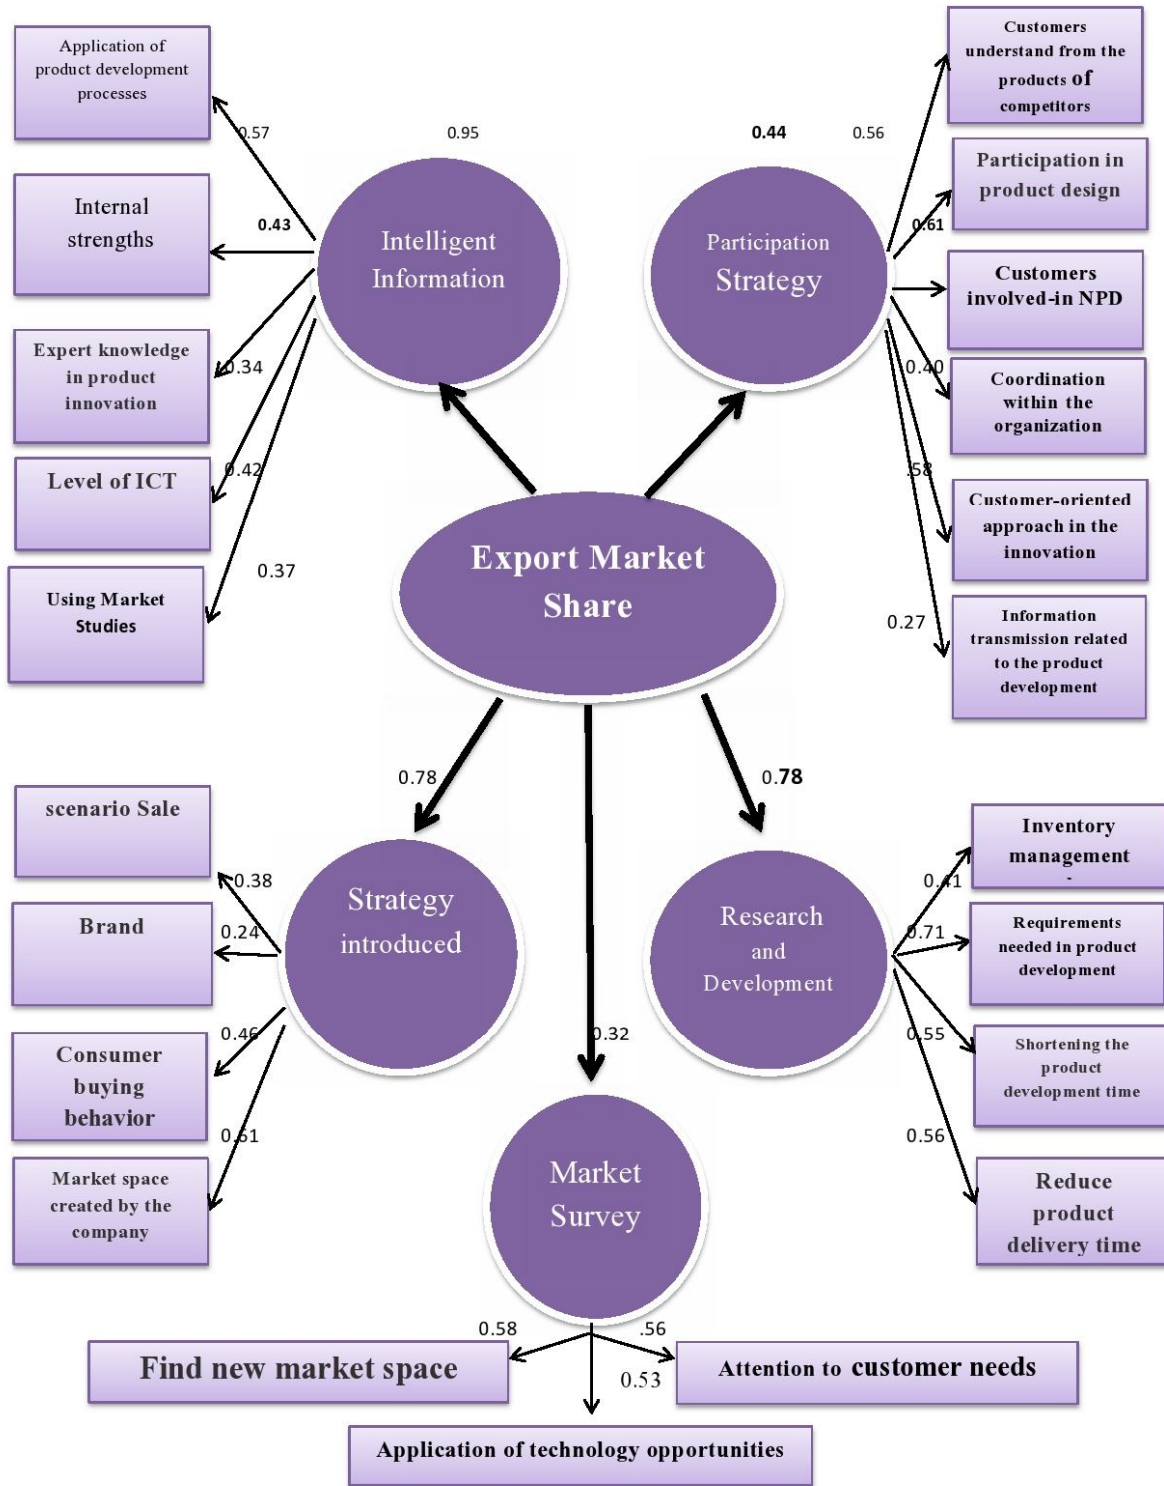 Application of
product development
processes
0.57
0.95
Internal
strengths
0.43
Intelligent
Information
Expert knowledge
in product
innovation
0.34
Level of ICT
0.42
Using Market
Studies
0.37
0.44
0.56
Customers
understand from the
products of
competitors
Participation in
product design
0.61
Participation
Strategy
Customers
involved-in NPD
0.40
Coordination
within the
organization
.58
Customer-oriented
approach in the
innovation
0.27
Information
transmission related
to the product
development
Export Market
Share
0.78
0.78
scenario Sale
0.38
Brand
0.24
Strategy
introduced
0.46
Consumer
buying
behavior
0.61
Market space
created by the
company
Research
and
Development
Inventory
management
0.41
Requirements
needed in product
development
0.71
0.55
Shortening the
product
development time
0.56
Reduce
product
delivery time
0.32
Market
Survey
0.58
.56
Find new market space
0.53
Attention to customer needs
Application of technology opportunities